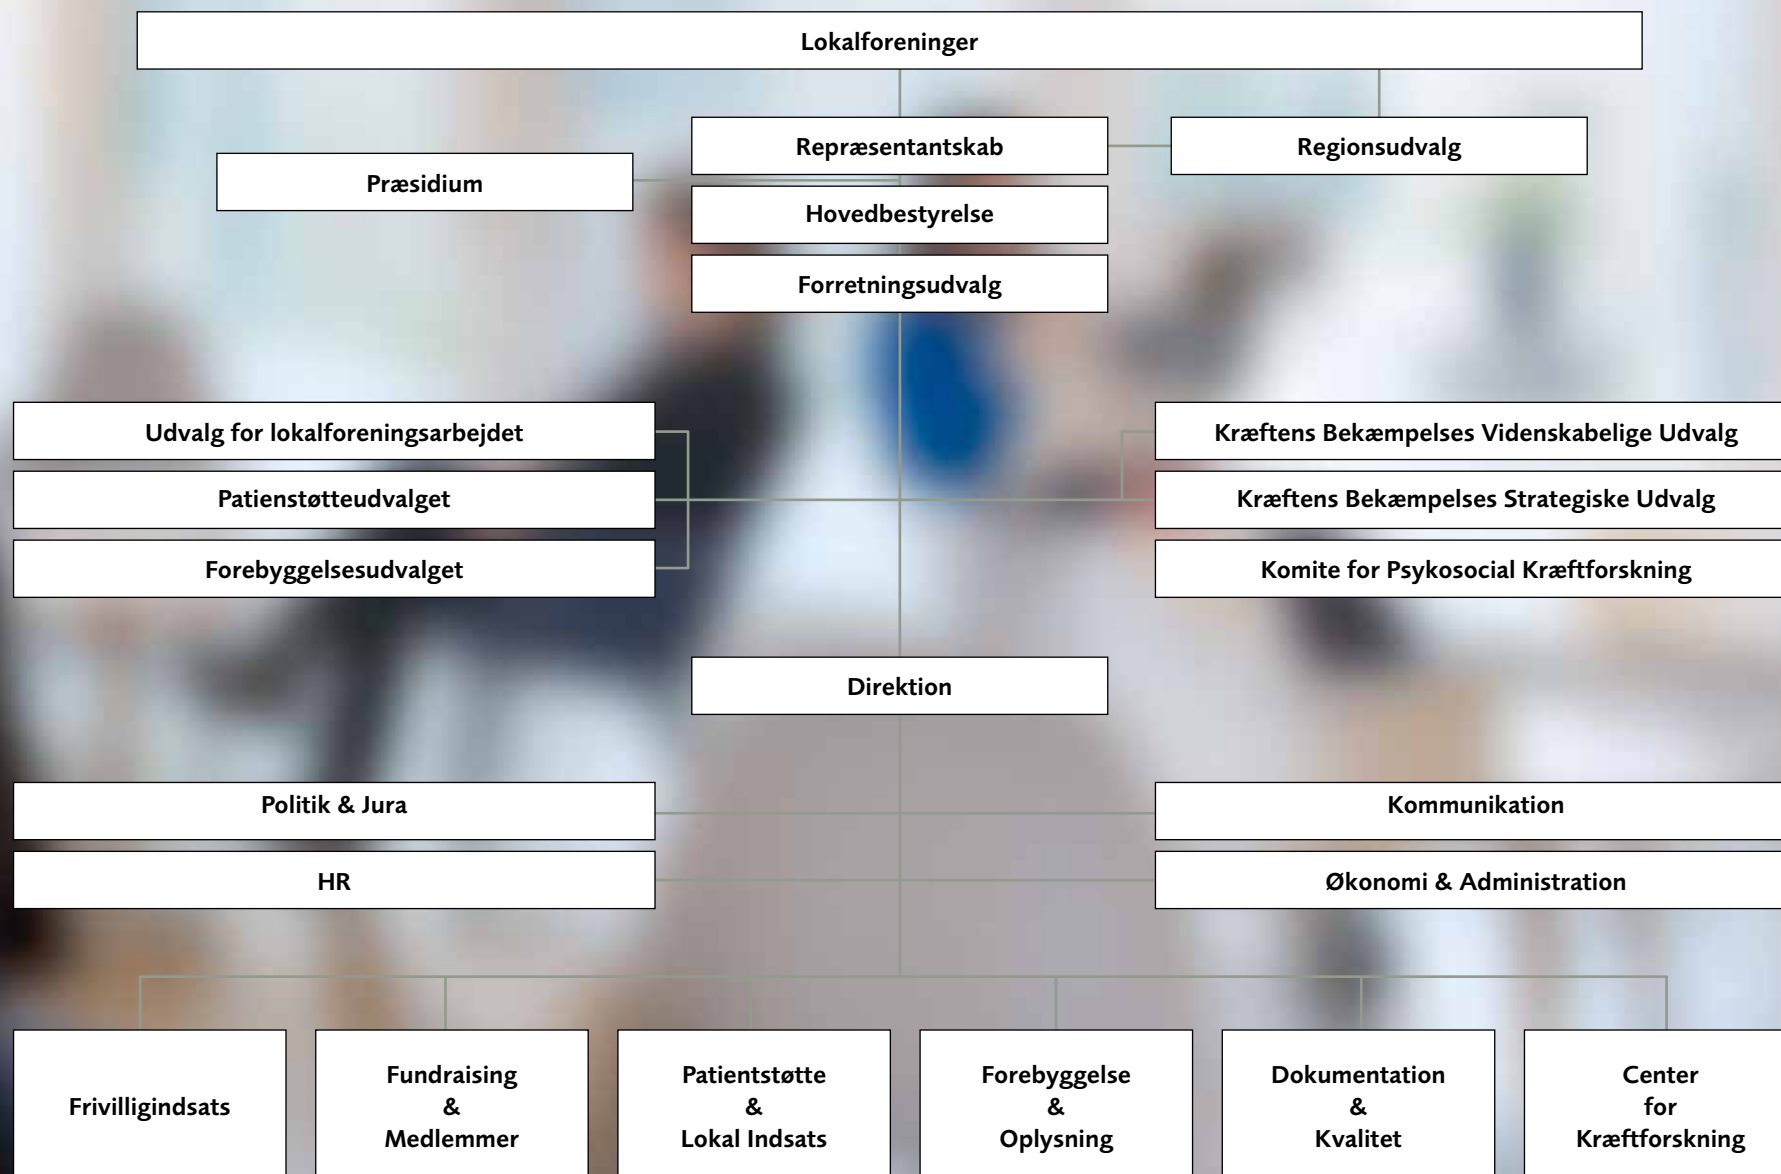 Lokalforeninger
Repræsentantskab
Regionsudvalg
Præsidium
Hovedbestyrelse
Forretningsudvalg
Udvalg for lokalforeningsarbejdet
Kræftens Bekæmpelses Videnskabelige Udvalg
Patienstøtteudvalget
Kræftens Bekæmpelses Strategiske Udvalg
Forebyggelsesudvalget
Komite for Psykosocial Kræftforskning
Direktion
Politik & Jura
Kommunikation
HR
Økonomi & Administration
Frivilligindsats
Fundraising
&
Medlemmer
Patientstøtte
&
Lokal Indsats
Forebyggelse
&
Oplysning
Dokumentation
&
Kvalitet
Center
for
Kræftforskning